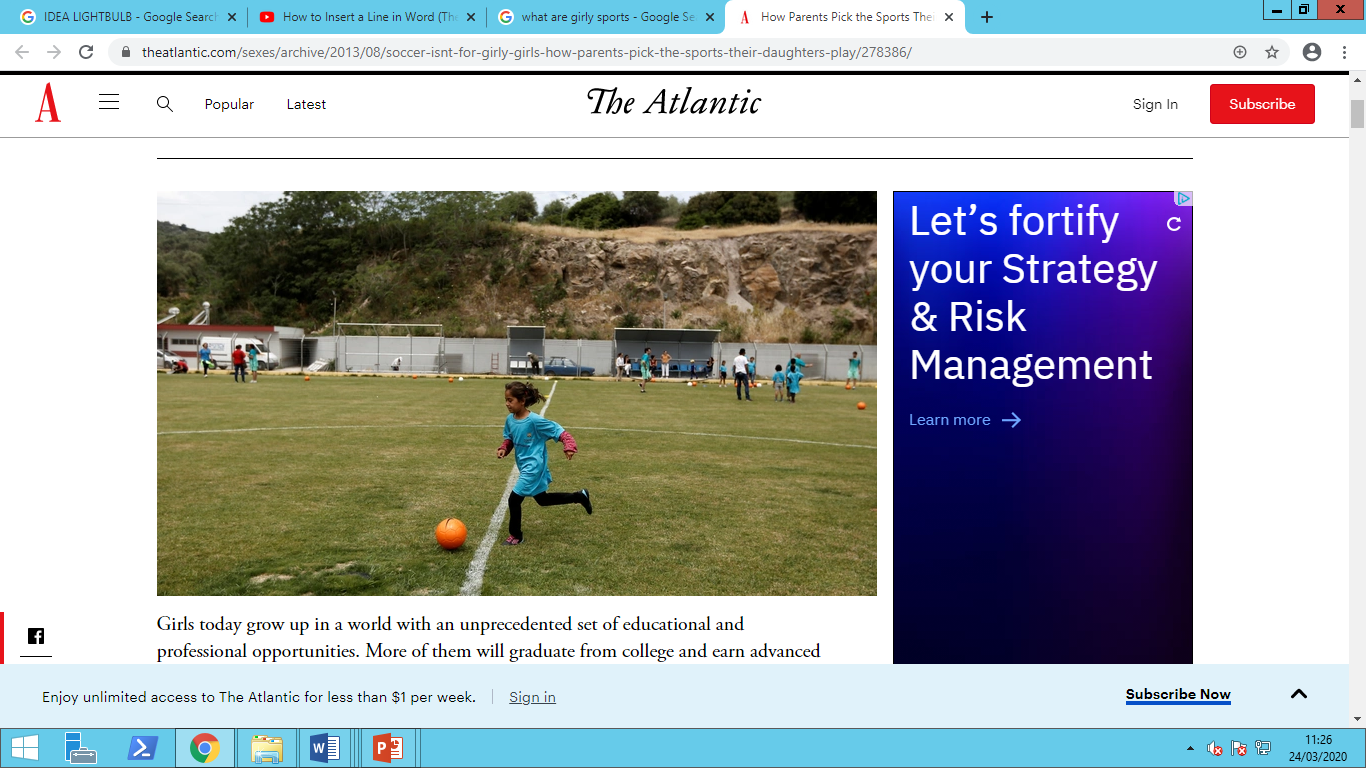 IDEA LIGHTBULB - Google Search
How to Insert a Line in Word (The
what are girly sports - Google Se
How Parents Pick the Sports Thei
theatlantic.com/sexes/archive/2013/08/soccer-isnt-for-girly-girls-how-parents-pick-the-sports-their-daughters-play/278386/
A
Popular
Latest
The Atlantic
Sign In
Subscribe
Let's fortify
your Strategy
& Risk
Management
Learn more →
Girls today grow up in a world with an unprecedented set of educational and
professional opportunities. More of them will graduate from college and earn advanced
Enjoy unlimited access to The Atlantic for less than $1 per week.
Sign in
Subscribe Now
11:26
24/03/2020